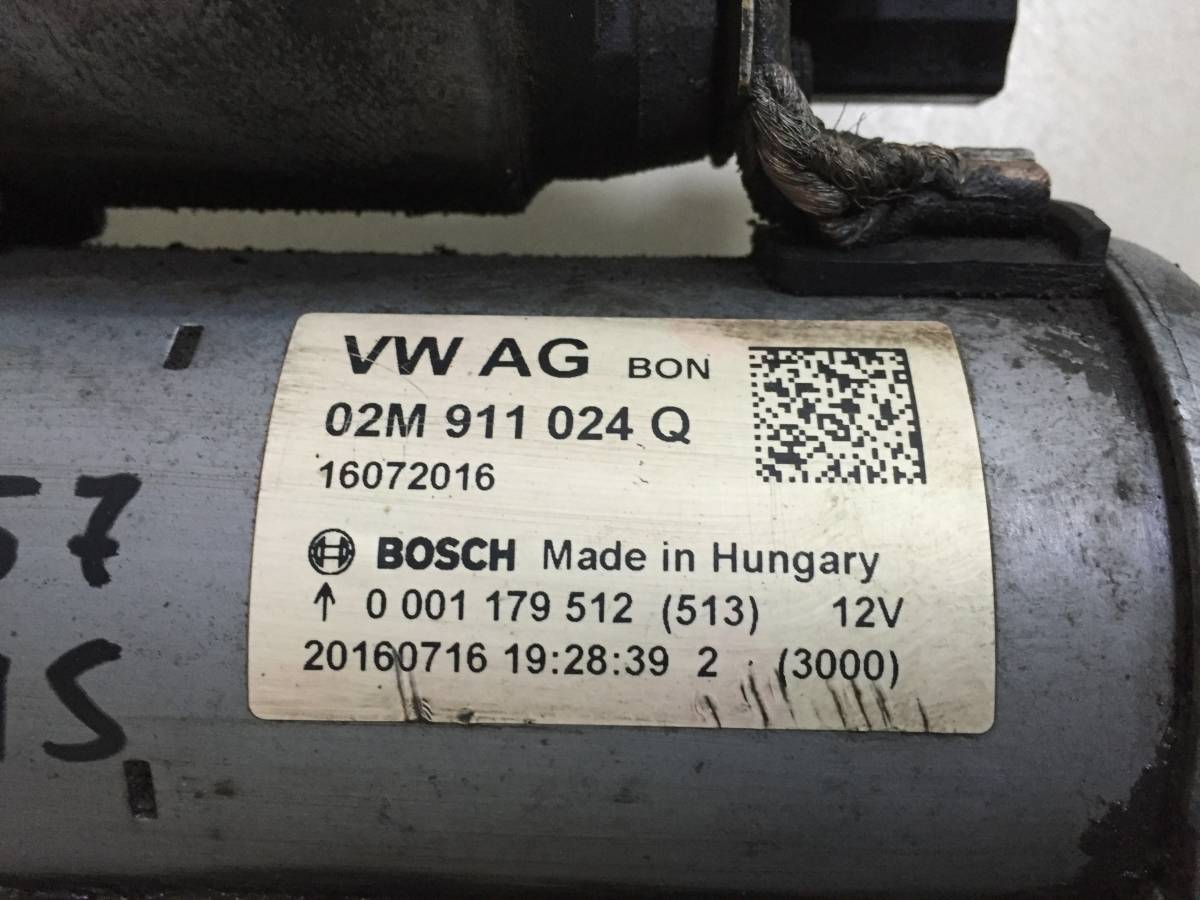 VW AG BON
02M 911 024 Q
16072016
BOSCH Made in Hungary
↑ 0 001 179 512 (513) 12V
20160716 19:28:39 2 (3000)
57